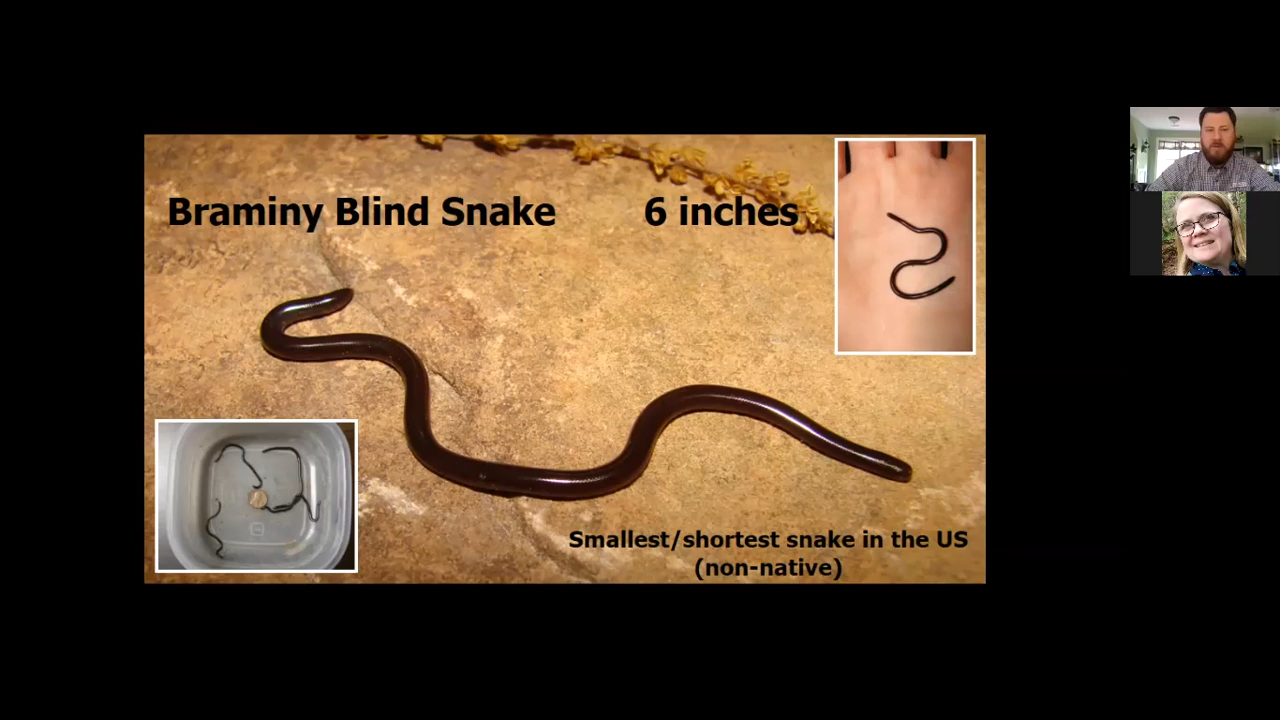 Braminy Blind Snake 6 inches
Smallest/shortest snake in the US
(non-native)